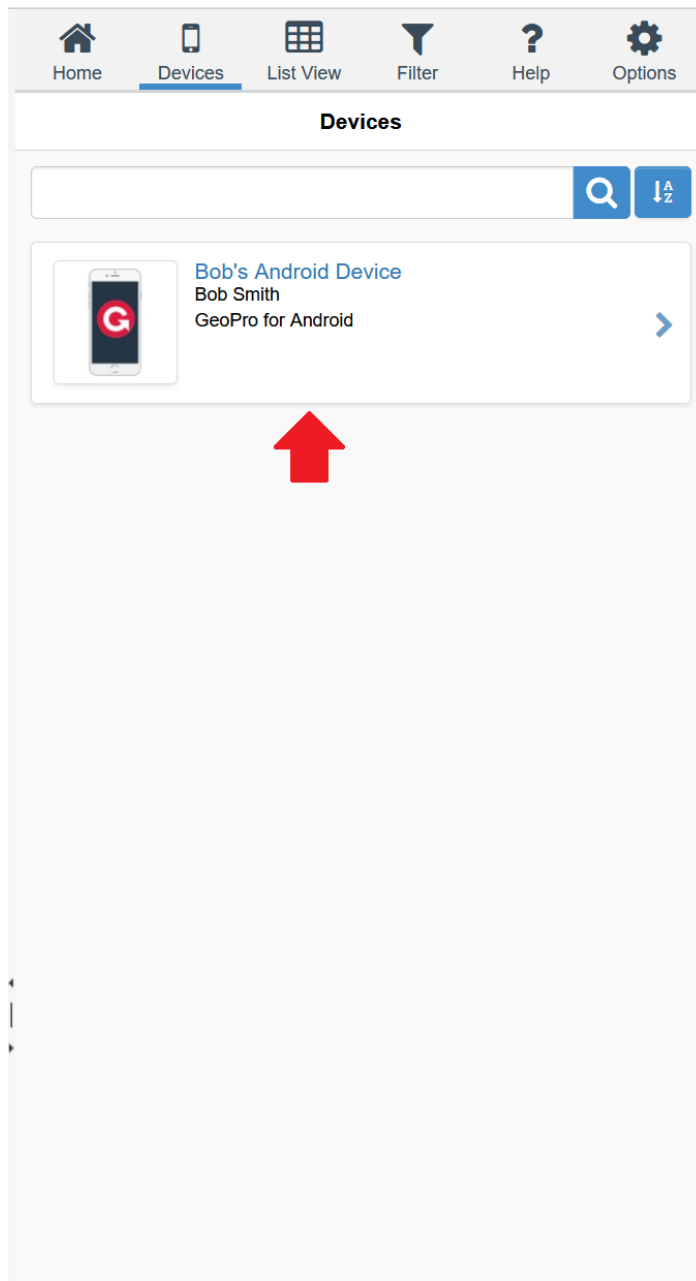 Home Devices List View Filter Help Options
Devices
A
Z
Bob's Android Device
Bob Smith
GeoPro for Android
G